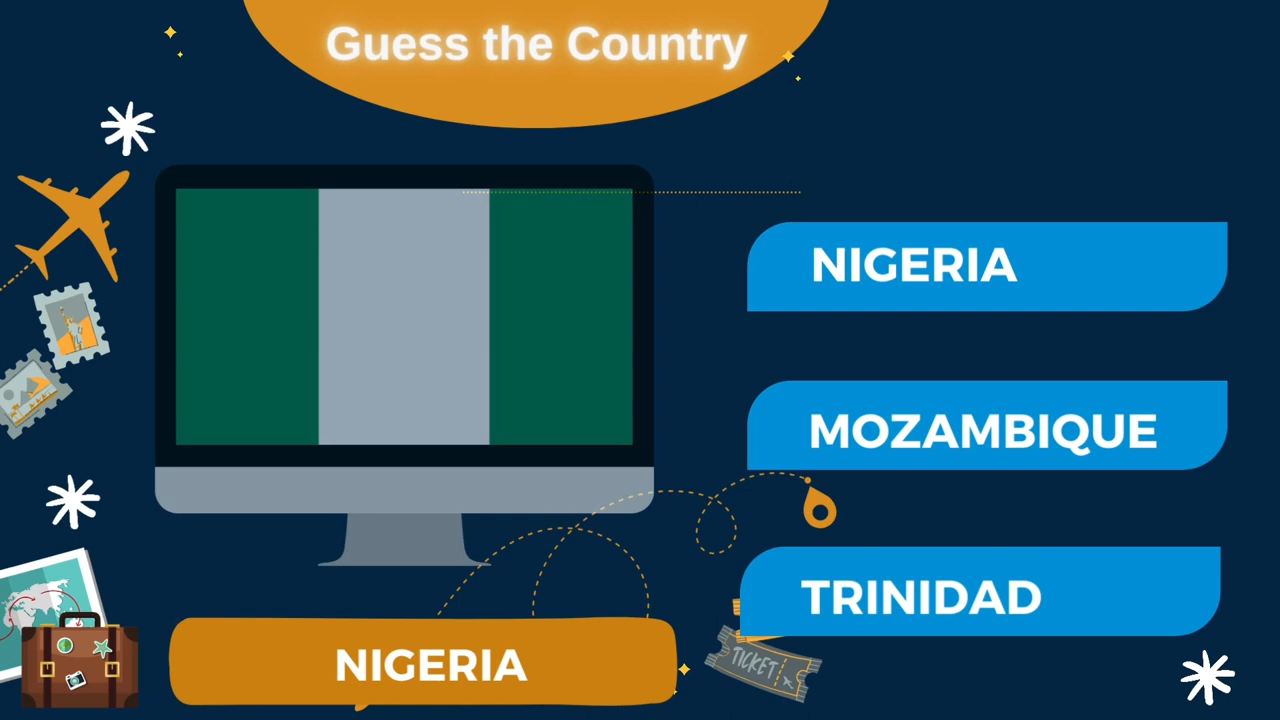 Guess the Country
NIGERIA
MOZAMBIQUE
TRINIDAD
TICKET
NIGERIA